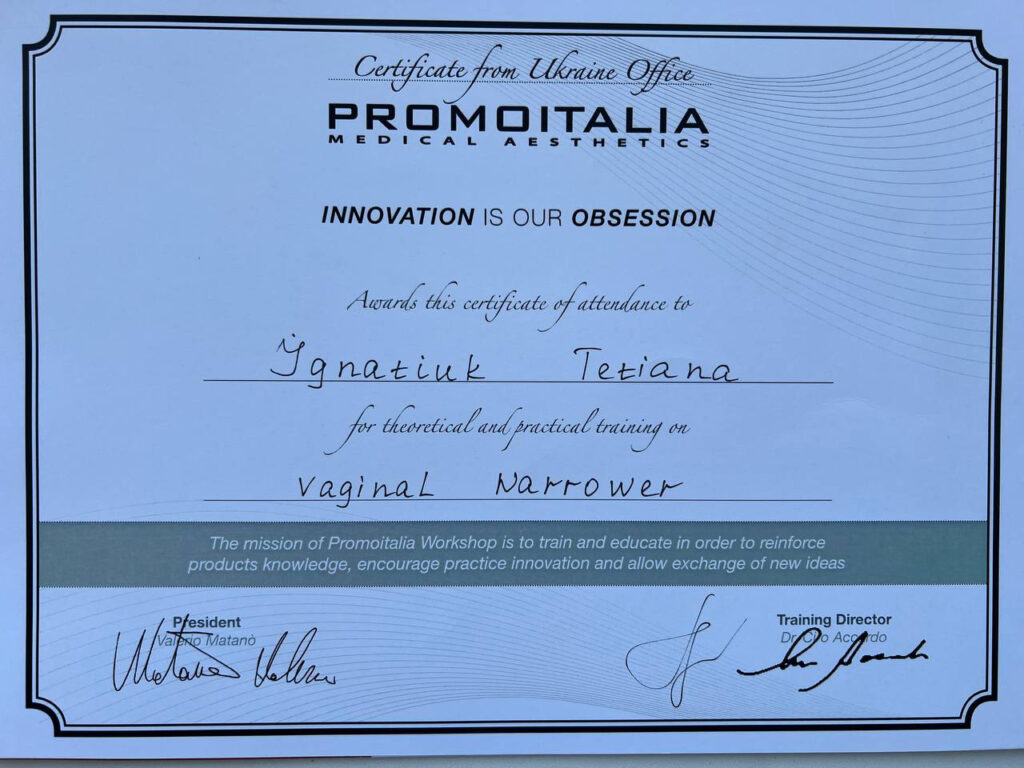 Certificate from Ukraine Office
PROMOITALIA
MEDICAL AESTHETICS
INNOVATION IS OUR OBSESSION
Awards this certificate of attendance to
Ignatiuk Tetiana
for theoretical and practical training on
Vaginal Narrower
The mission of Promoitalia Workshop is to train and educate in order to reinforce
products knowledge, encourage practice innovation and allow exchange of new ideas
President
Valerio Matanò
Training Director
Dr. Clio Accardo